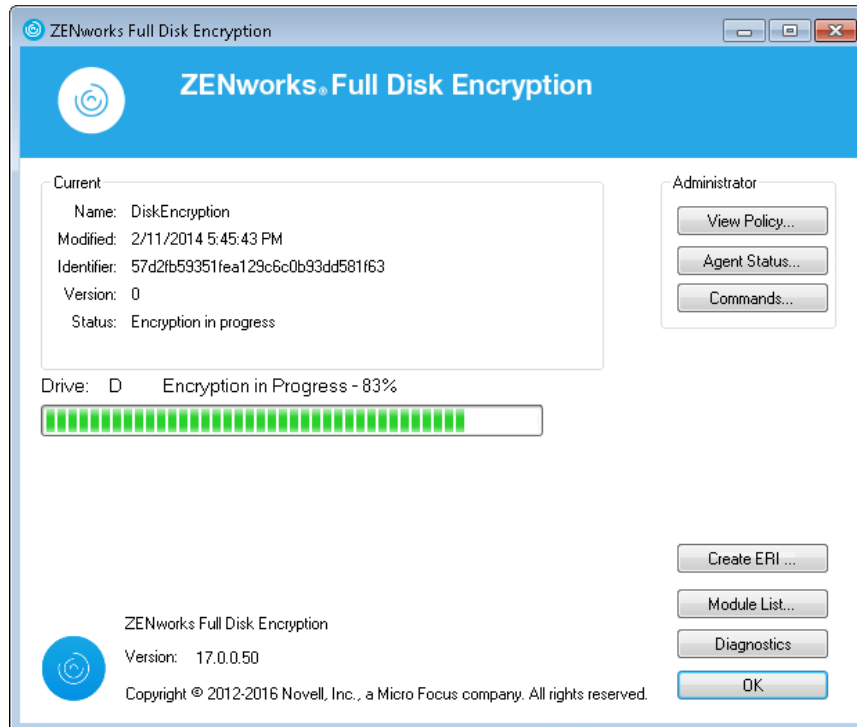 ZENworks Full Disk Encryption
ZENworks® Full Disk Encryption
Current
Name: DiskEncryption
Modified: 2/11/2014 5:45:43 PM
Identifier: 57d2fb59351fea129c6c0b93dd581f63
Version: 0
Status: Encryption in progress
Administrator
View Policy...
Agent Status...
Commands...
Drive: D Encryption in Progress - 83%
Create ERI ...
Module List...
Diagnostics
OK
ZENworks Full Disk Encryption
Version: 17.0.0.50
Copyright © 2012-2016 Novell, Inc., a Micro Focus company. All rights reserved.